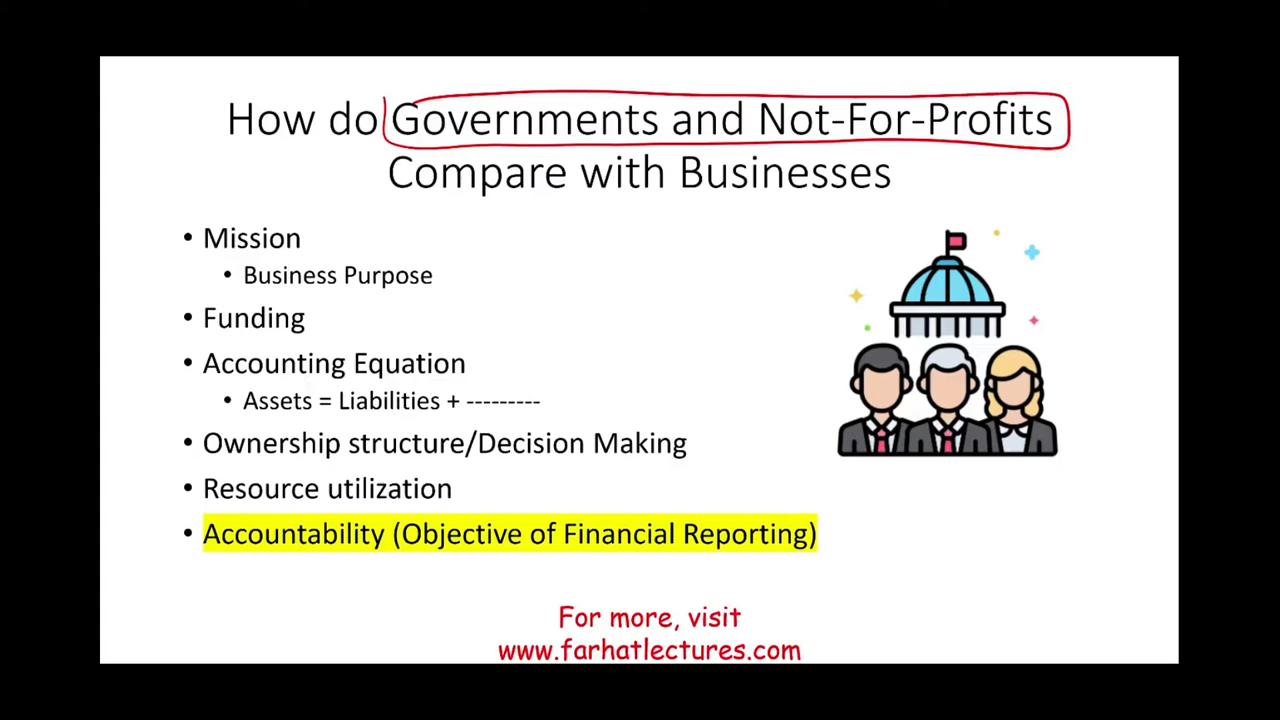 How do Governments and Not-For-Profits
Compare with Businesses
• Mission
• Business Purpose
• Funding
• Accounting Equation
• Assets = Liabilities + ---------
• Ownership structure/Decision Making
• Resource utilization
• Accountability (Objective of Financial Reporting)
For more, visit
www.farhatlectures.com